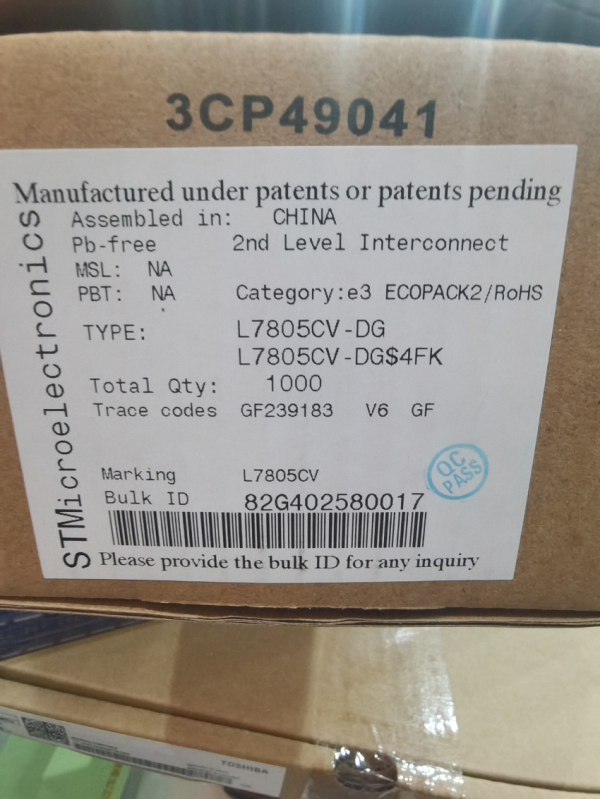 3CP49041
Manufactured under patents or patents pending
STMicroelectronics
Assembled in: CHINA
Pb-free 2nd Level Interconnect
MSL: NA
PBT: NA Category:e3 ECOPACK2/RoHS
TYPE: L7805CV-DG
L7805CV-DG$4FK
Total Qty: 1000
Trace codes GF239183 V6 GF
QC
PASS
Marking L7805CV
Bulk ID 82G402580017
Please provide the bulk ID for any inquiry
TOSHIBA